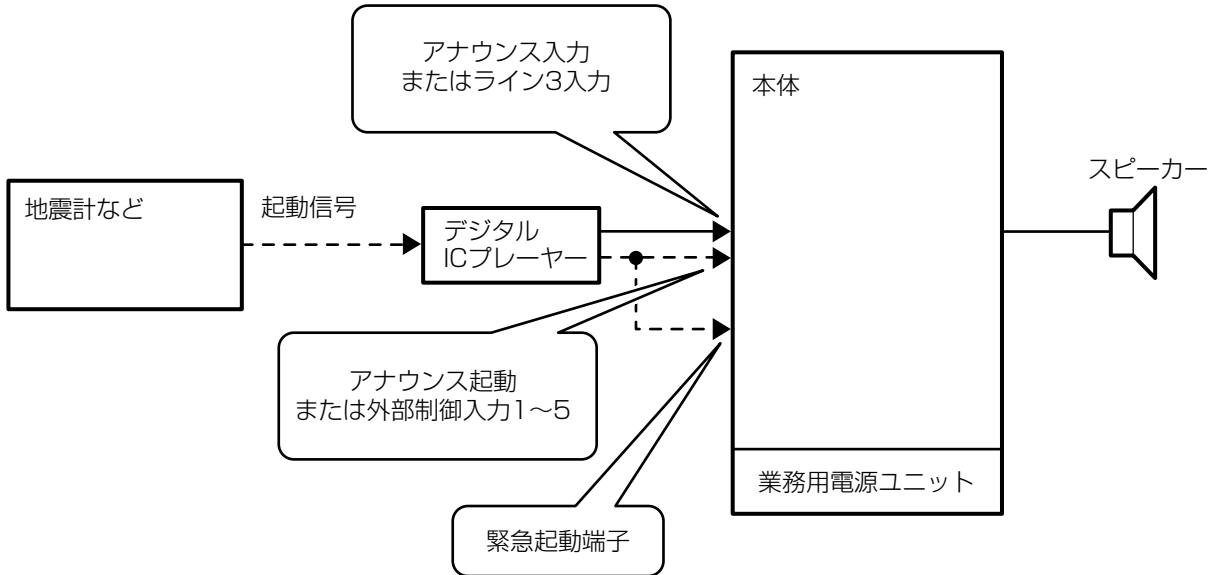 アナウンス入力
またはライン3入力
本体
スピーカー
地震計など
起動信号
デジタル
ICプレーヤー
アナウンス起動
または外部制御入力1～5
業務用電源ユニット
緊急起動端子